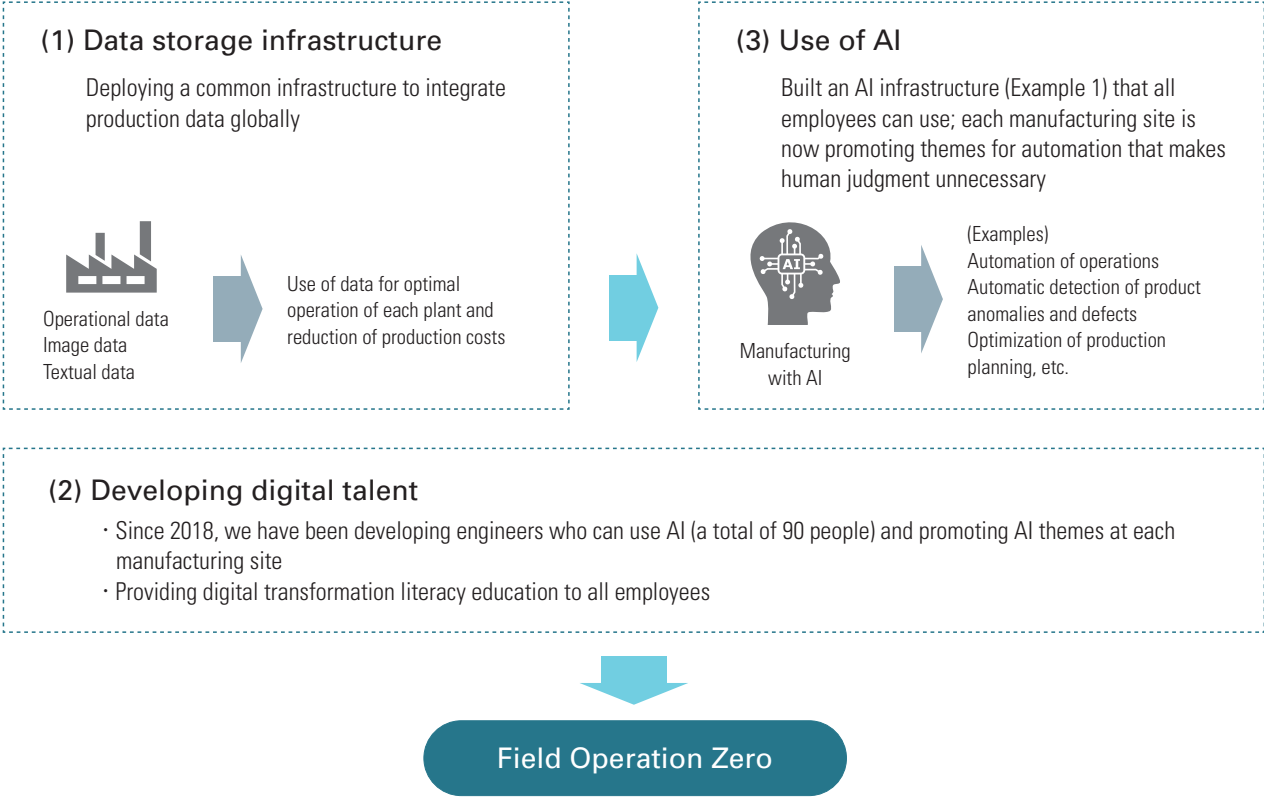 (1) Data storage infrastructure
Deploying a common infrastructure to integrate
production data globally
Operational data
Image data
Textual data
Use of data for optimal
operation of each plant and
reduction of production costs
(3) Use of AI
Built an AI infrastructure (Example 1) that all
employees can use; each manufacturing site is
now promoting themes for automation that makes
human judgment unnecessary
AI
Manufacturing
with AI
(Examples)
Automation of operations
Automatic detection of product
anomalies and defects
Optimization of production
planning, etc.
(2) Developing digital talent
・Since 2018, we have been developing engineers who can use AI (a total of 90 people) and promoting AI themes at each
manufacturing site
・Providing digital transformation literacy education to all employees
Field Operation Zero